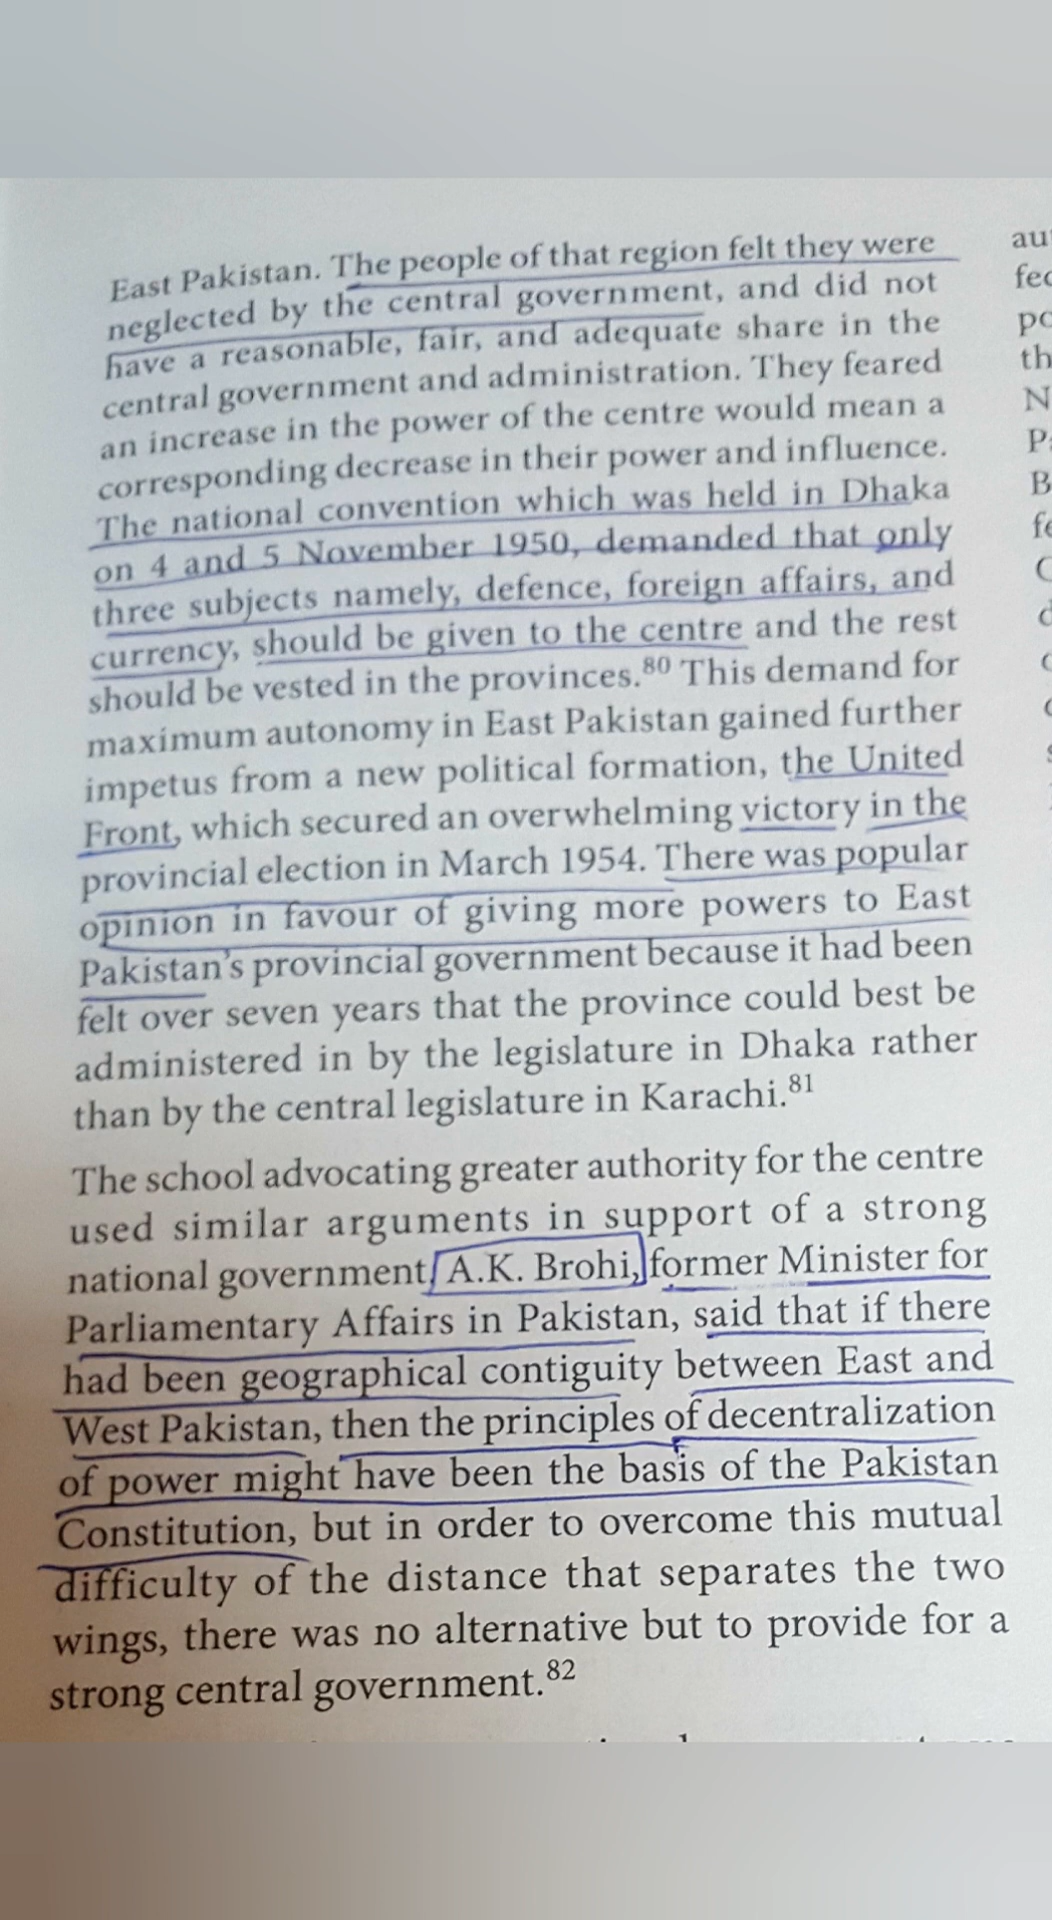 East Pakistan. The people of that region felt they were
neglected by the central government, and did not
have a reasonable, fair, and adequate share in the
central government and administration. They feared
an increase in the power of the centre would mean a
corresponding decrease in their power and influence.
The national convention which was held in Dhaka
on 4 and 5 November 1950, demanded that only
three subjects namely, defence, foreign affairs, and
currency, should be given to the centre and the rest
should be vested in the provinces.80 This demand for
maximum autonomy in East Pakistan gained further
impetus from a new political formation, the United
Front, which secured an overwhelming victory in the
provincial election in March 1954. There was popular
opinion in favour of giving more powers to East
Pakistan's provincial government because it had been
felt over seven years that the province could best be
administered in by the legislature in Dhaka rather
than by the central legislature in Karachi.81
The school advocating greater authority for the centre
used similar arguments in support of a strong
national government. A.K. Brohi, former Minister for
Parliamentary Affairs in Pakistan, said that if there
had been geographical contiguity between East and
West Pakistan, then the principles of decentralization
of power might have been the basis of the Pakistan
Constitution, but in order to overcome this mutual
difficulty of the distance that separates the two
wings, there was no alternative but to provide for a
strong central government.82